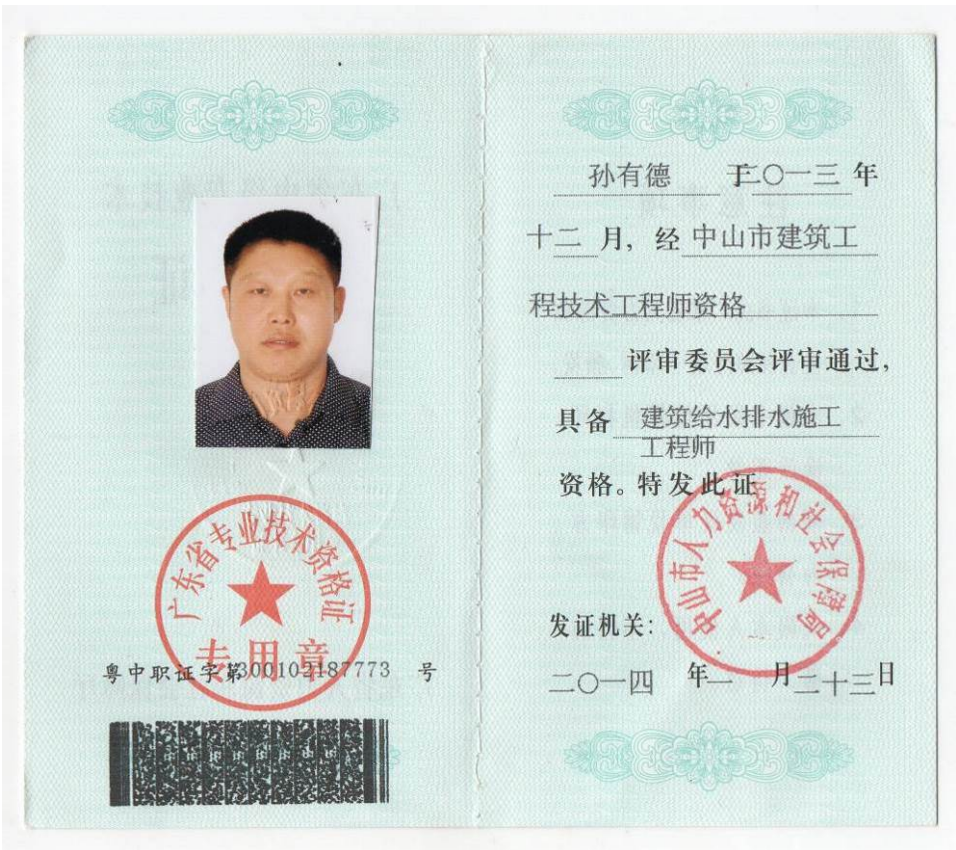 广东省专业技术资格证
专用章
粤中职证字第1300102187773 号
孙有德 于二〇一三年
十二月，经中山市建筑工
程技术工程师资格
评审委员会评审通过，
具备 建筑给水排水施工
工程师
资格。特发此证
中山市人力资源和社会保障局
发证机关：
二〇一四 年一 月二十三日